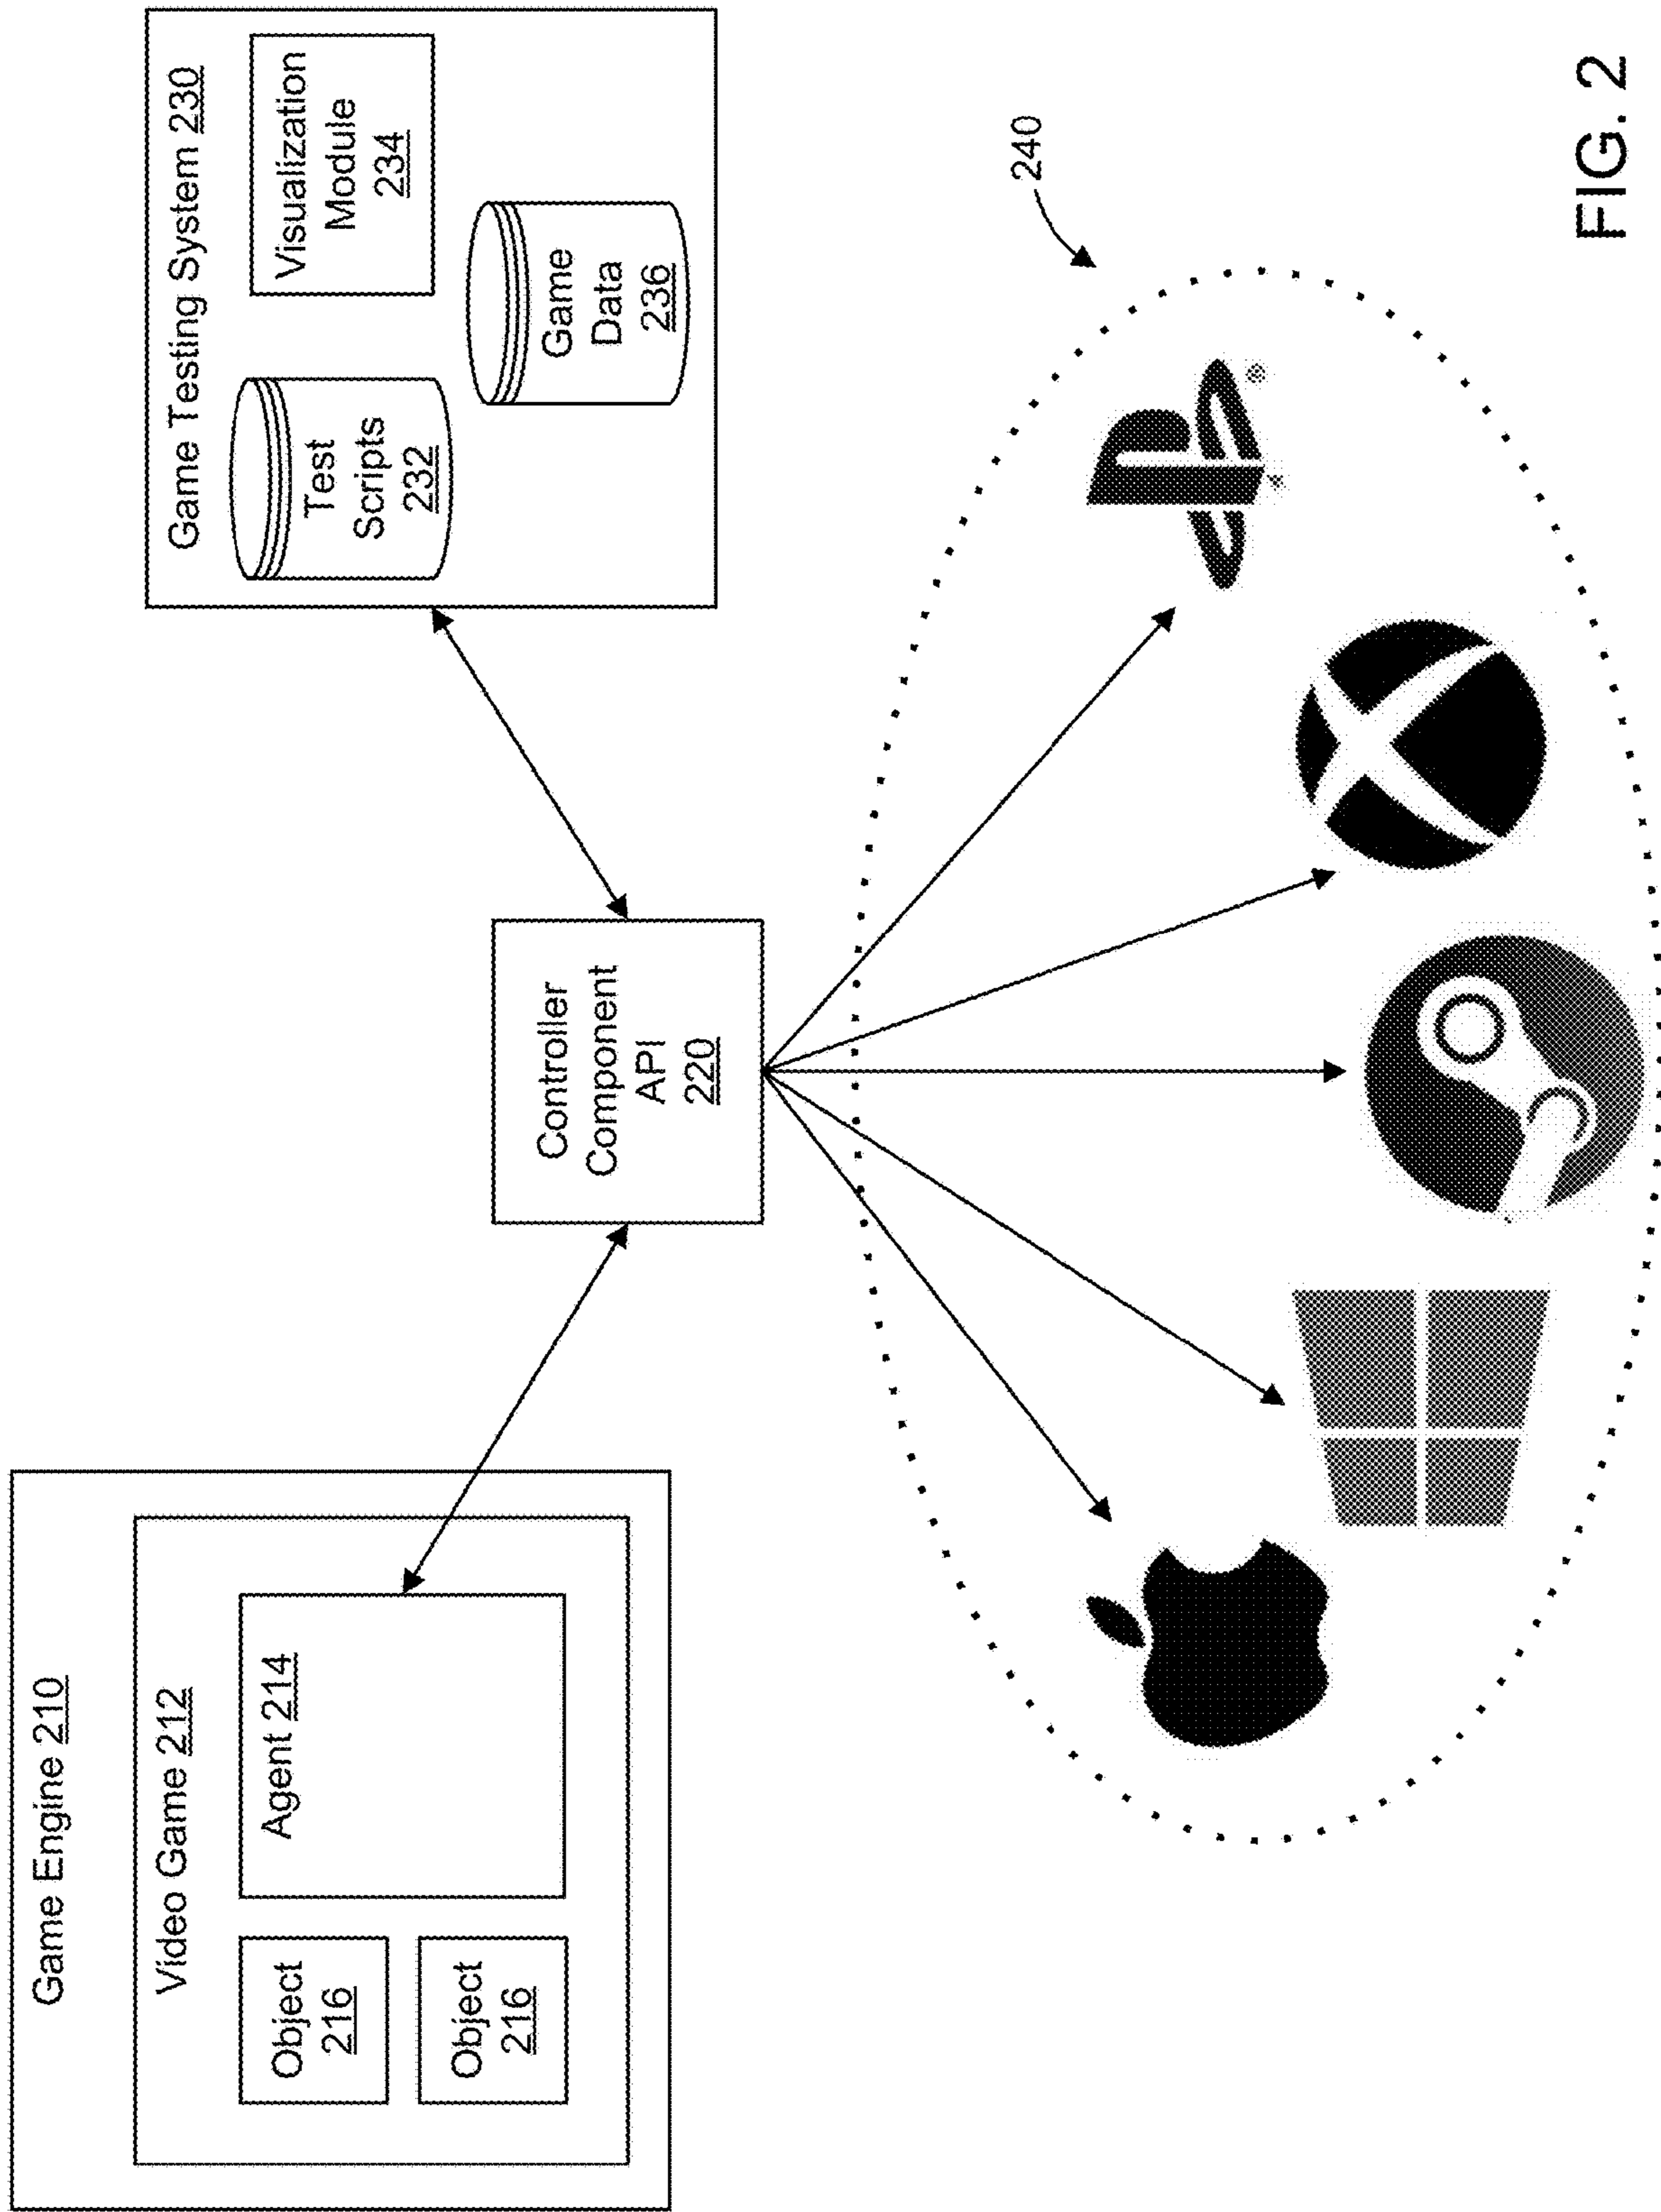 Game Engine 210
Video Game 212
Object
216
Object
216
Agent 214
Controller
Component
API
220
Game Testing System 230
Test
Scripts
232
Visualization
Module
234
Game
Data
236
240
®
FIG. 2